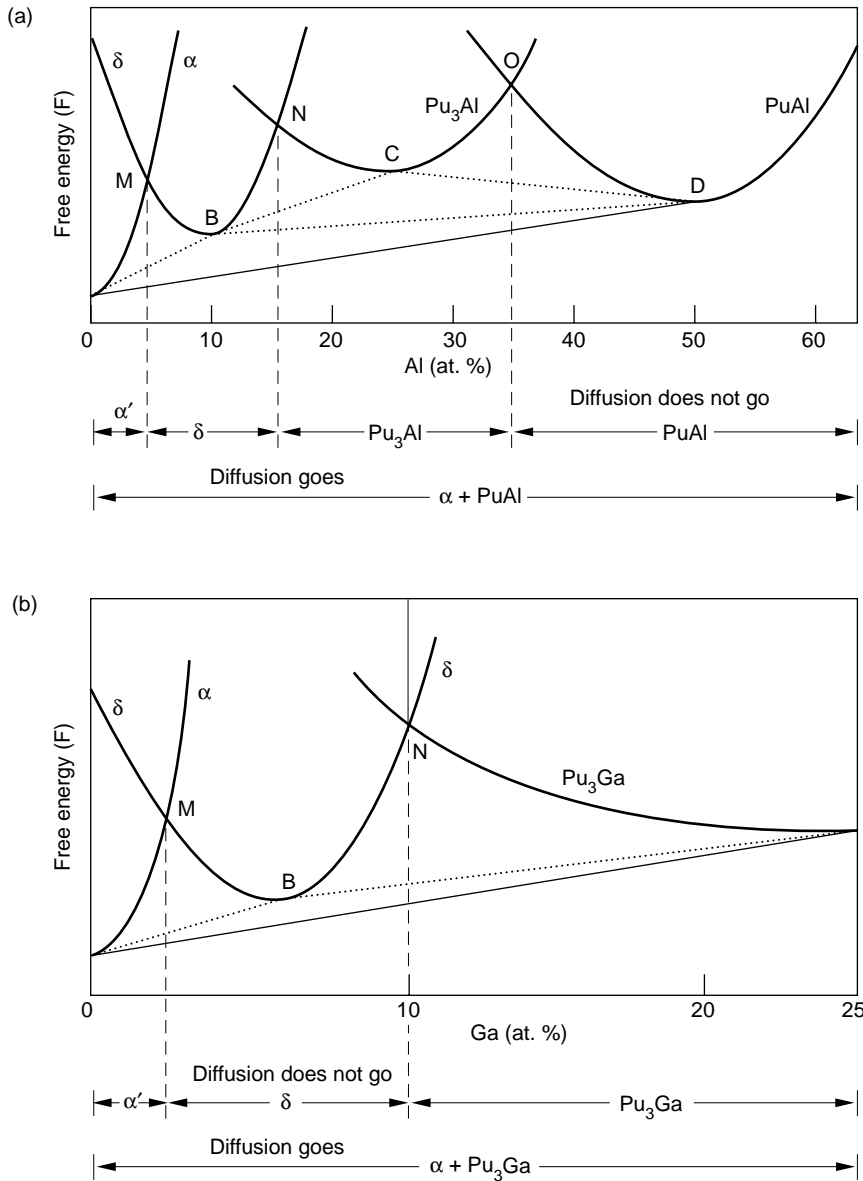 (a)
δ
α
O
N
Pu3Al
PuAl
C
M
B
D
Free energy (F)
0 10 20 30 40 50 60
Al (at. %)
Diffusion does not go
α′ δ Pu3Al PuAl
Diffusion goes
α + PuAl
(b)
α
δ
δ
N
Pu3Ga
M
B
Free energy (F)
0 10 20 25
Ga (at. %)
Diffusion does not go
α′ δ Pu3Ga
Diffusion goes
α + Pu3Ga